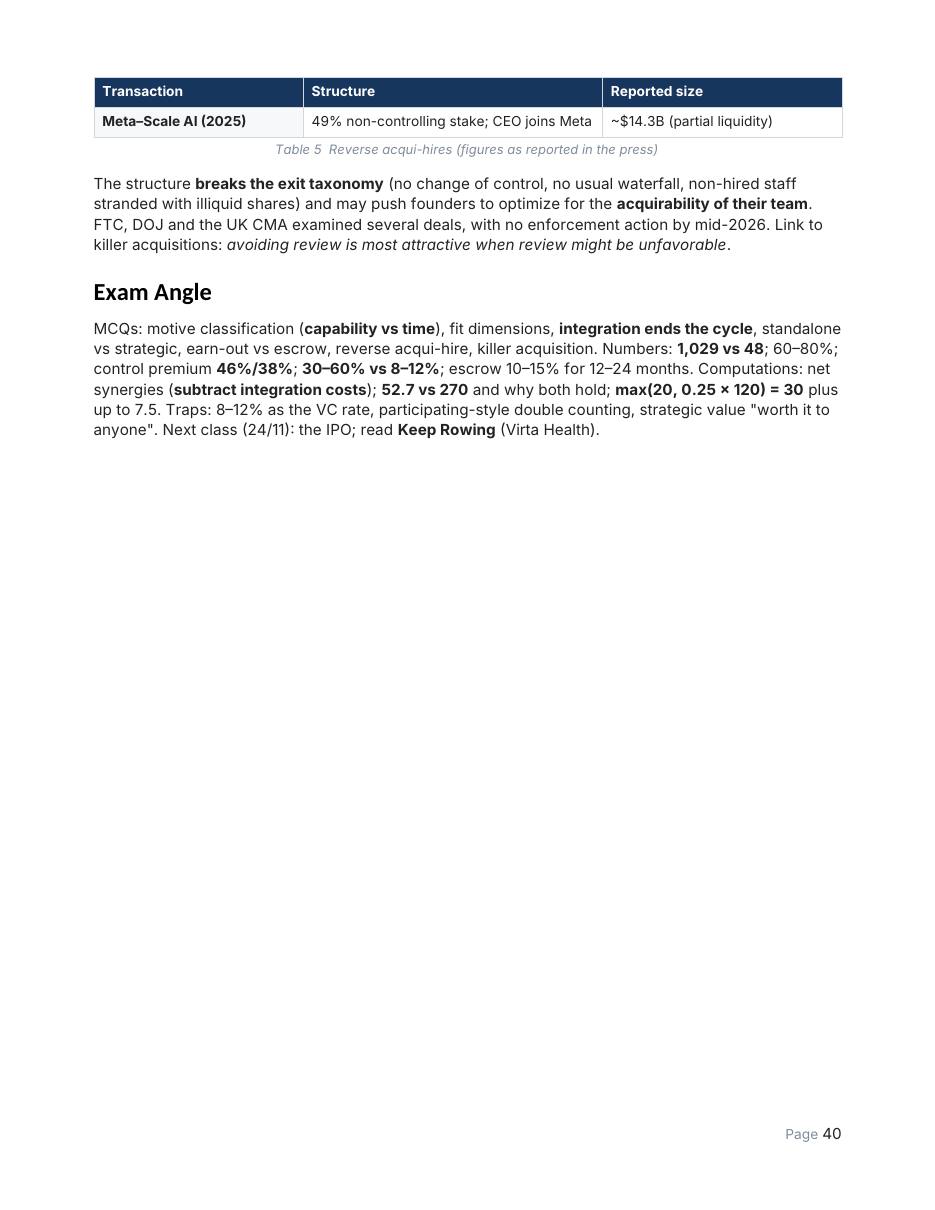 Transaction Structure Reported size
Meta–Scale AI (2025) 49% non-controlling stake; CEO joins Meta ~$14.3B (partial liquidity)
Table 5 Reverse acqui-hires (figures as reported in the press)
The structure breaks the exit taxonomy (no change of control, no usual waterfall, non-hired staff
stranded with illiquid shares) and may push founders to optimize for the acquirability of their team.
FTC, DOJ and the UK CMA examined several deals, with no enforcement action by mid-2026. Link to
killer acquisitions: avoiding review is most attractive when review might be unfavorable.
Exam Angle
MCQs: motive classification (capability vs time), fit dimensions, integration ends the cycle, standalone
vs strategic, earn-out vs escrow, reverse acqui-hire, killer acquisition. Numbers: 1,029 vs 48; 60–80%;
control premium 46%/38%; 30–60% vs 8–12%; escrow 10–15% for 12–24 months. Computations: net
synergies (subtract integration costs); 52.7 vs 270 and why both hold; max(20, 0.25 × 120) = 30 plus
up to 7.5. Traps: 8–12% as the VC rate, participating-style double counting, strategic value "worth it to
anyone". Next class (24/11): the IPO; read Keep Rowing (Virta Health).
Page 40